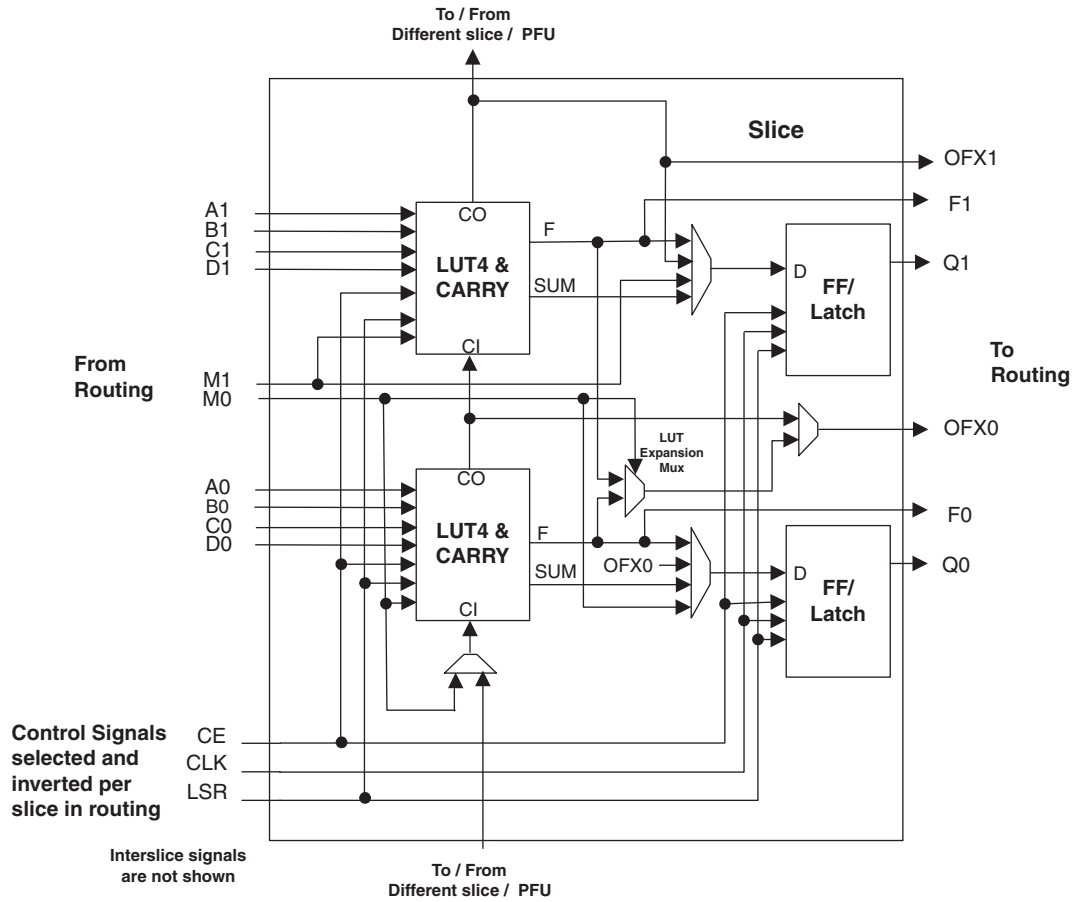 To / From
Different slice / PFU
Slice
OFX1
F1
A1
B1
C1
D1
CO
LUT4 &
CARRY
F
SUM
CI
D
FF/
Latch
Q1
From
Routing
M1
M0
To
Routing
OFX0
LUT
Expansion
Mux
A0
B0
C0
D0
CO
LUT4 &
CARRY
F
SUM
CI
OFX0
F0
D
FF/
Latch
Q0
Control Signals
selected and
inverted per
slice in routing
CE
CLK
LSR
Interslice signals
are not shown
To / From
Different slice / PFU